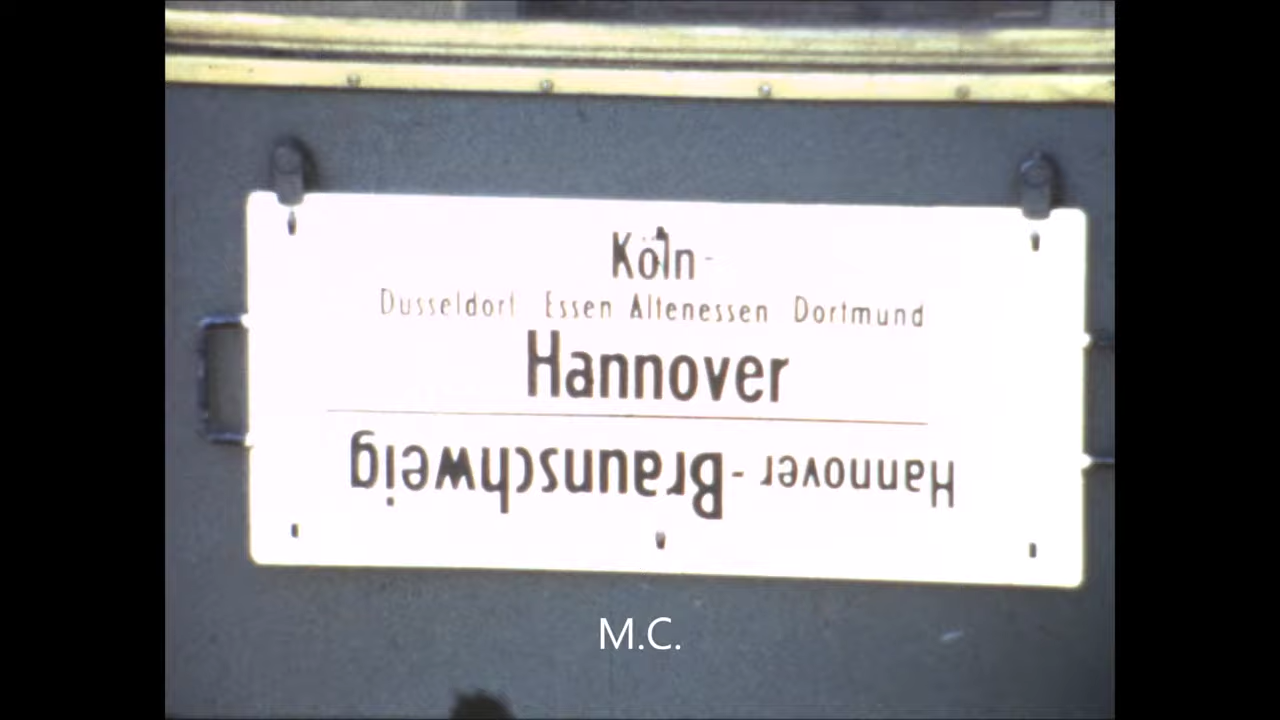 Köln-
Dusseldorf Essen Altenessen Dortmund
Hannover
Hannover - Braunschweig
M.C.